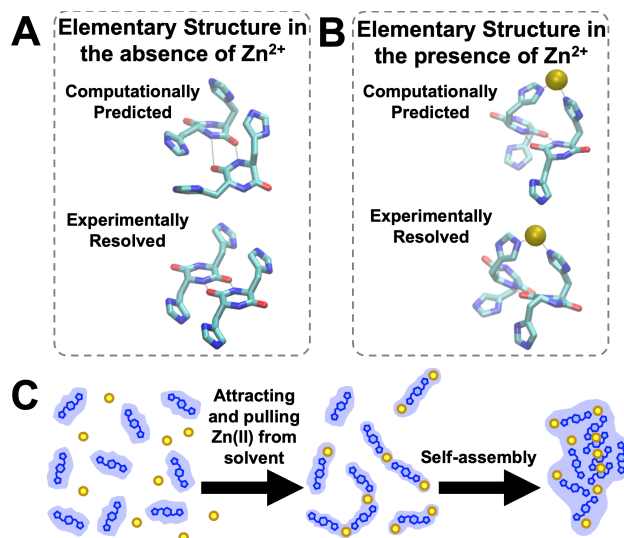 A
Elementary Structure in
the absence of Zn²⁺
Computationally
Predicted
Experimentally
Resolved
B
Elementary Structure in
the presence of Zn²⁺
Computationally
Predicted
Experimentally
Resolved
C
Attracting
and pulling
Zn(II) from
solvent
Self-assembly